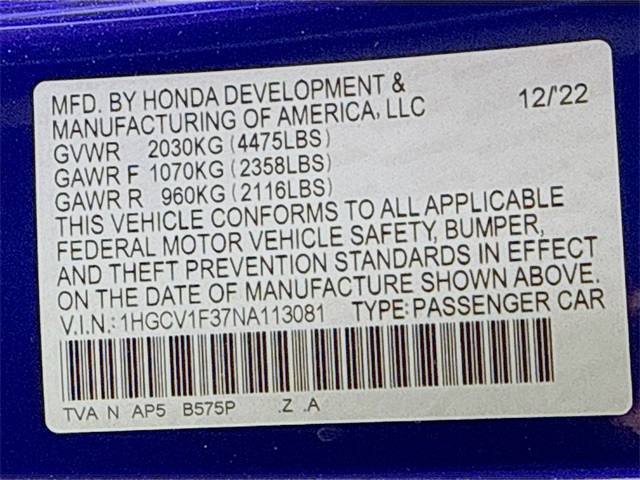 MFD. BY HONDA DEVELOPMENT &
MANUFACTURING OF AMERICA, LLC 12/'22
GVWR 2030KG (4475LBS)
GAWR F 1070KG (2358LBS)
GAWR R 960KG (2116LBS)
THIS VEHICLE CONFORMS TO ALL APPLICABLE
FEDERAL MOTOR VEHICLE SAFETY, BUMPER,
AND THEFT PREVENTION STANDARDS IN EFFECT
ON THE DATE OF MANUFACTURE SHOWN ABOVE.
V.I.N.: 1HGCV1F37NA113081 TYPE: PASSENGER CAR
TVA N AP5 B575P .Z .A